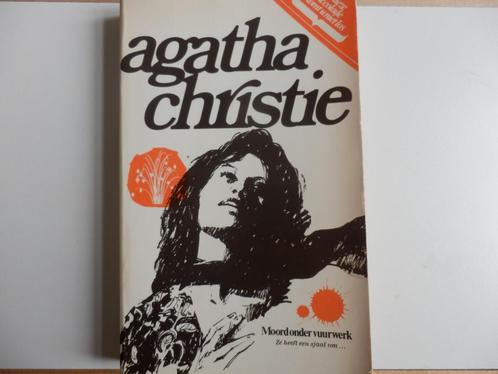 agatha
christie
Moord onder vuurwerk
Ze heeft een sjaal om ...